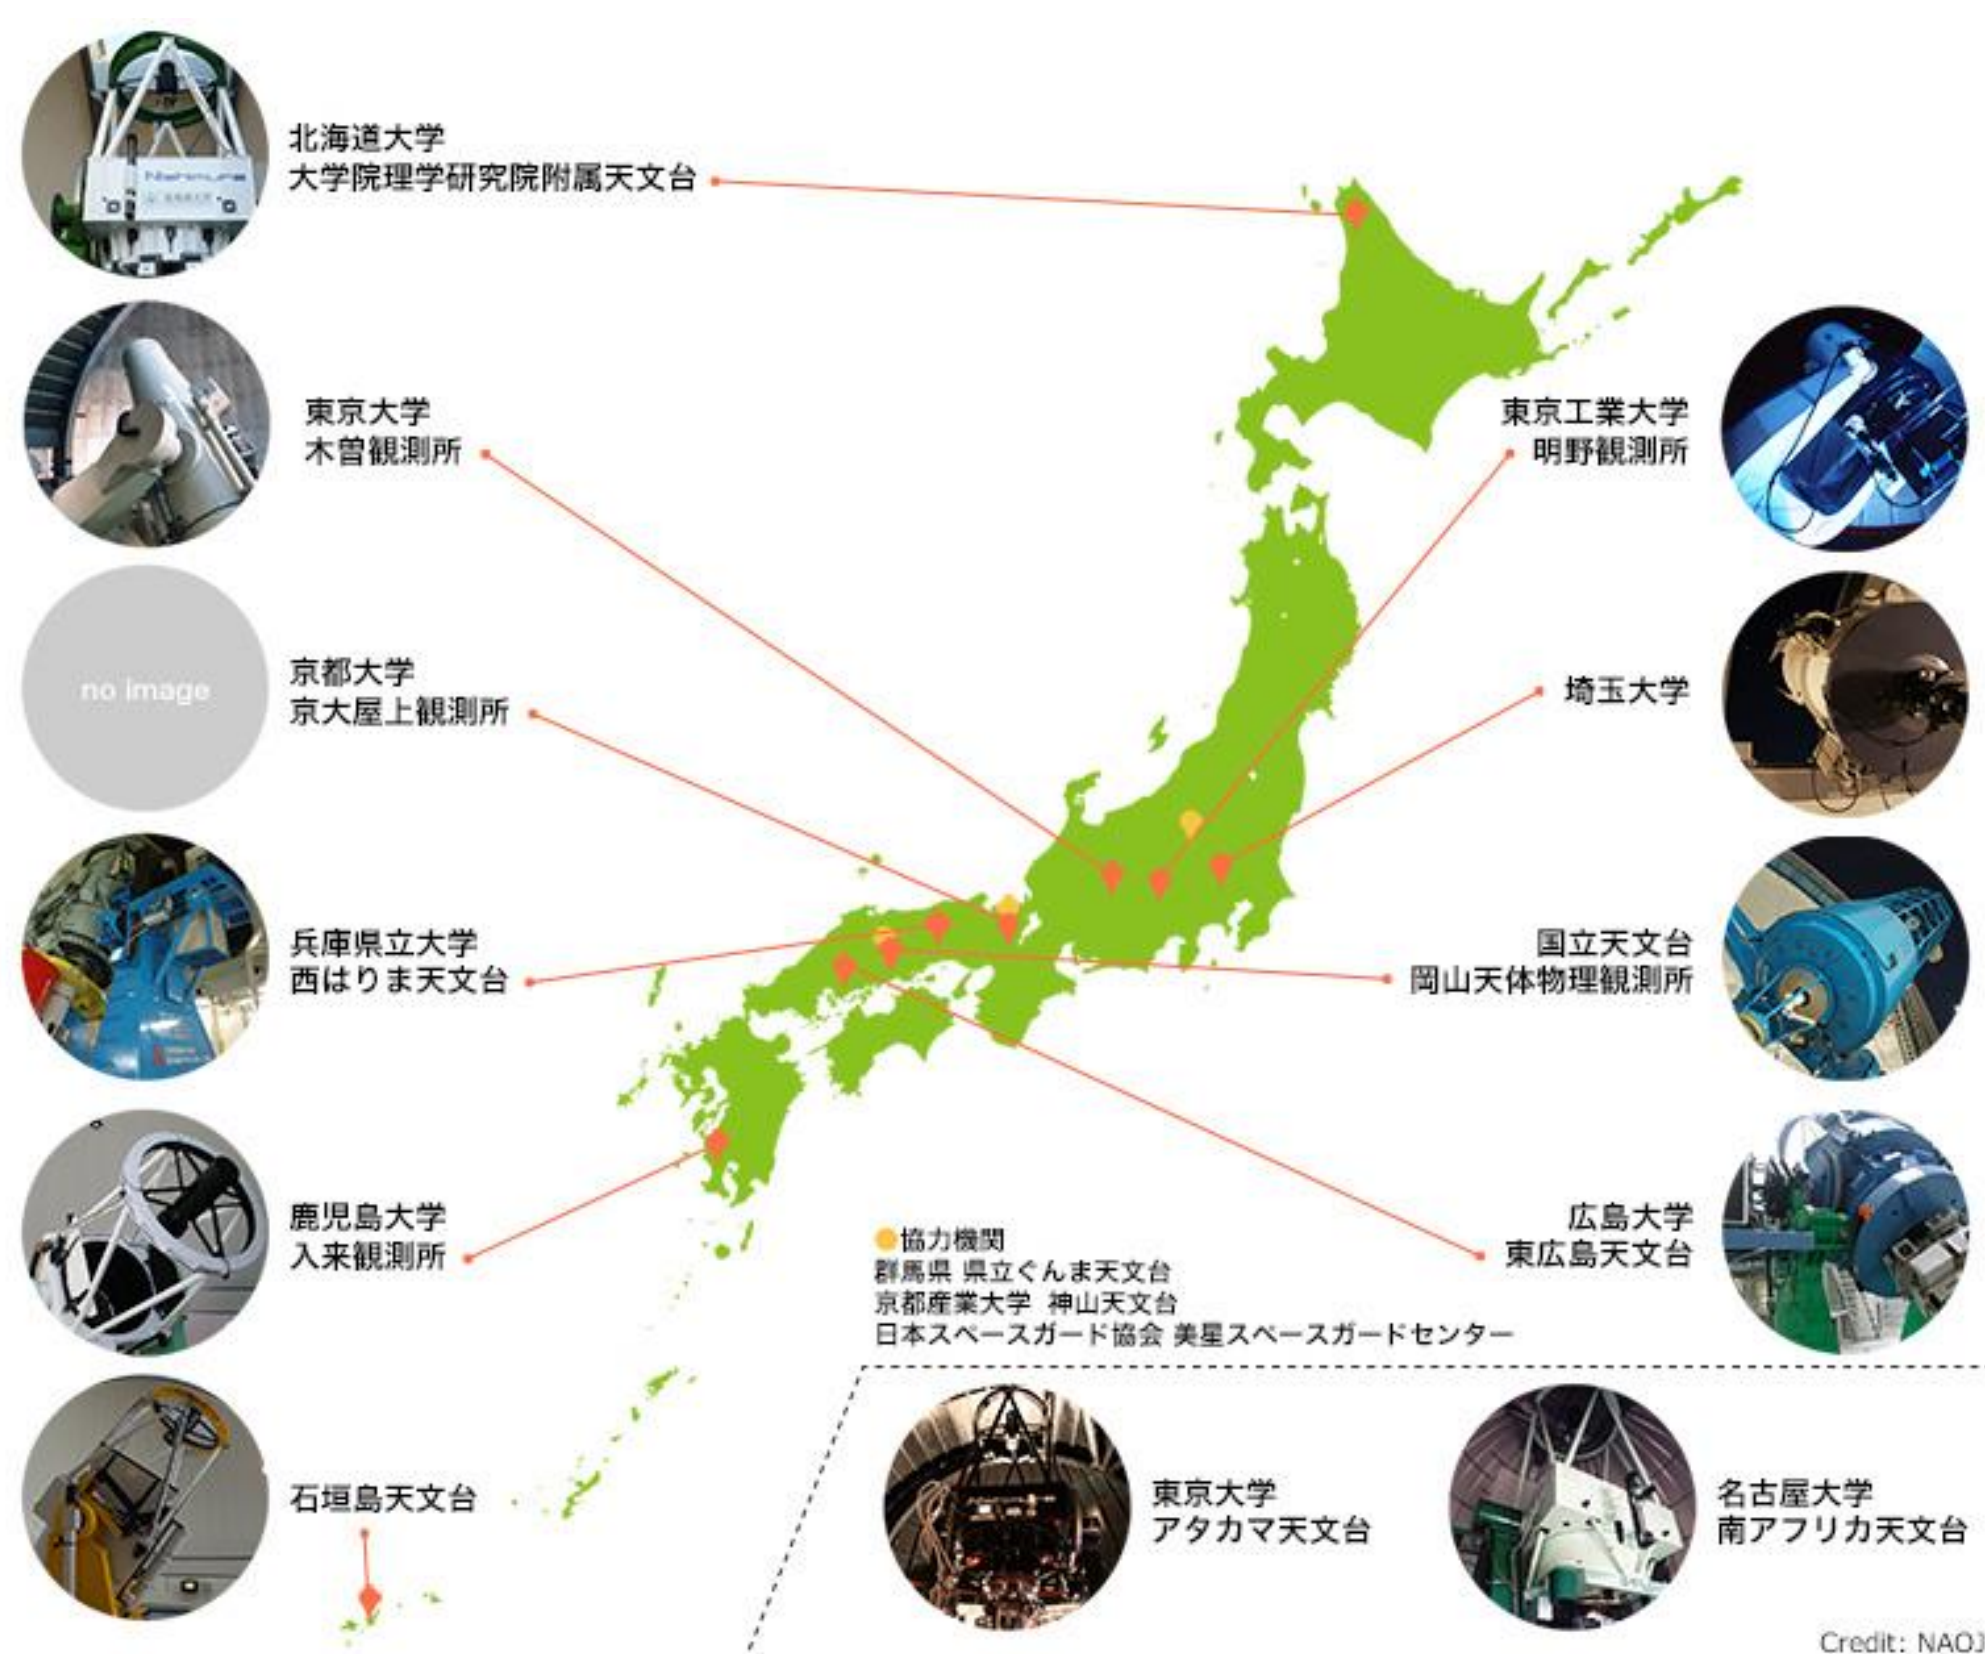 北海道大学
大学院理学研究院附属天文台
Nishimura
東京大学
木曽観測所
東京工業大学
明野観測所
no image
京都大学
京大屋上観測所
埼玉大学
兵庫県立大学
西はりま天文台
国立天文台
岡山天体物理観測所
鹿児島大学
入来観測所
広島大学
東広島天文台
協力機関
群馬県 県立ぐんま天文台
京都産業大学 神山天文台
日本スペースガード協会 美星スペースガードセンター
石垣島天文台
東京大学
アタカマ天文台
名古屋大学
南アフリカ天文台
Credit: NAOJ